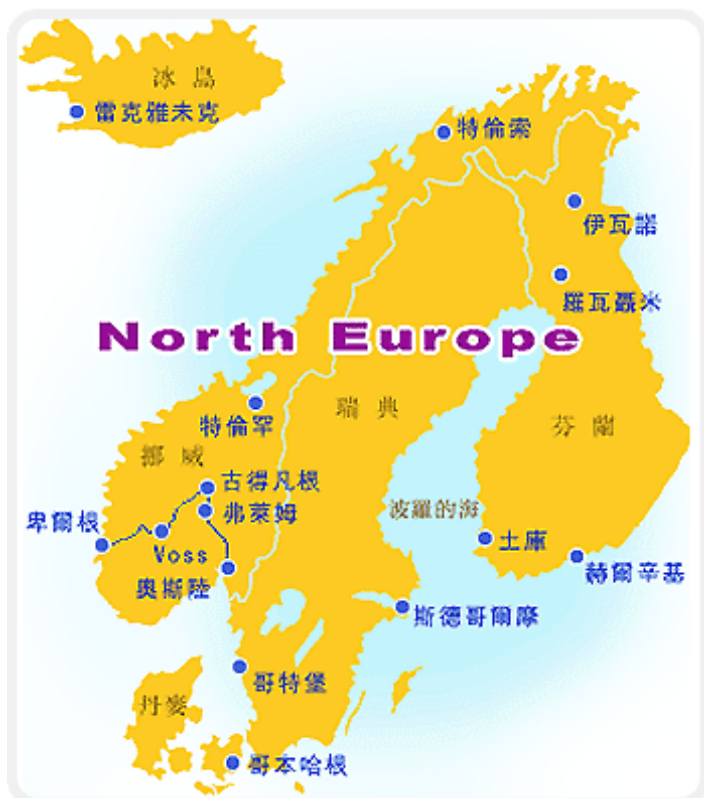 冰島
雷克雅未克
特倫索
伊瓦諾
羅瓦聂米
North Europe
特倫罕
瑞典
挪威
芬蘭
古得凡根
弗萊姆
卑爾根
波羅的海
Voss
土庫
奧斯陸
赫爾辛基
斯德哥爾摩
哥特堡
丹麥
哥本哈根